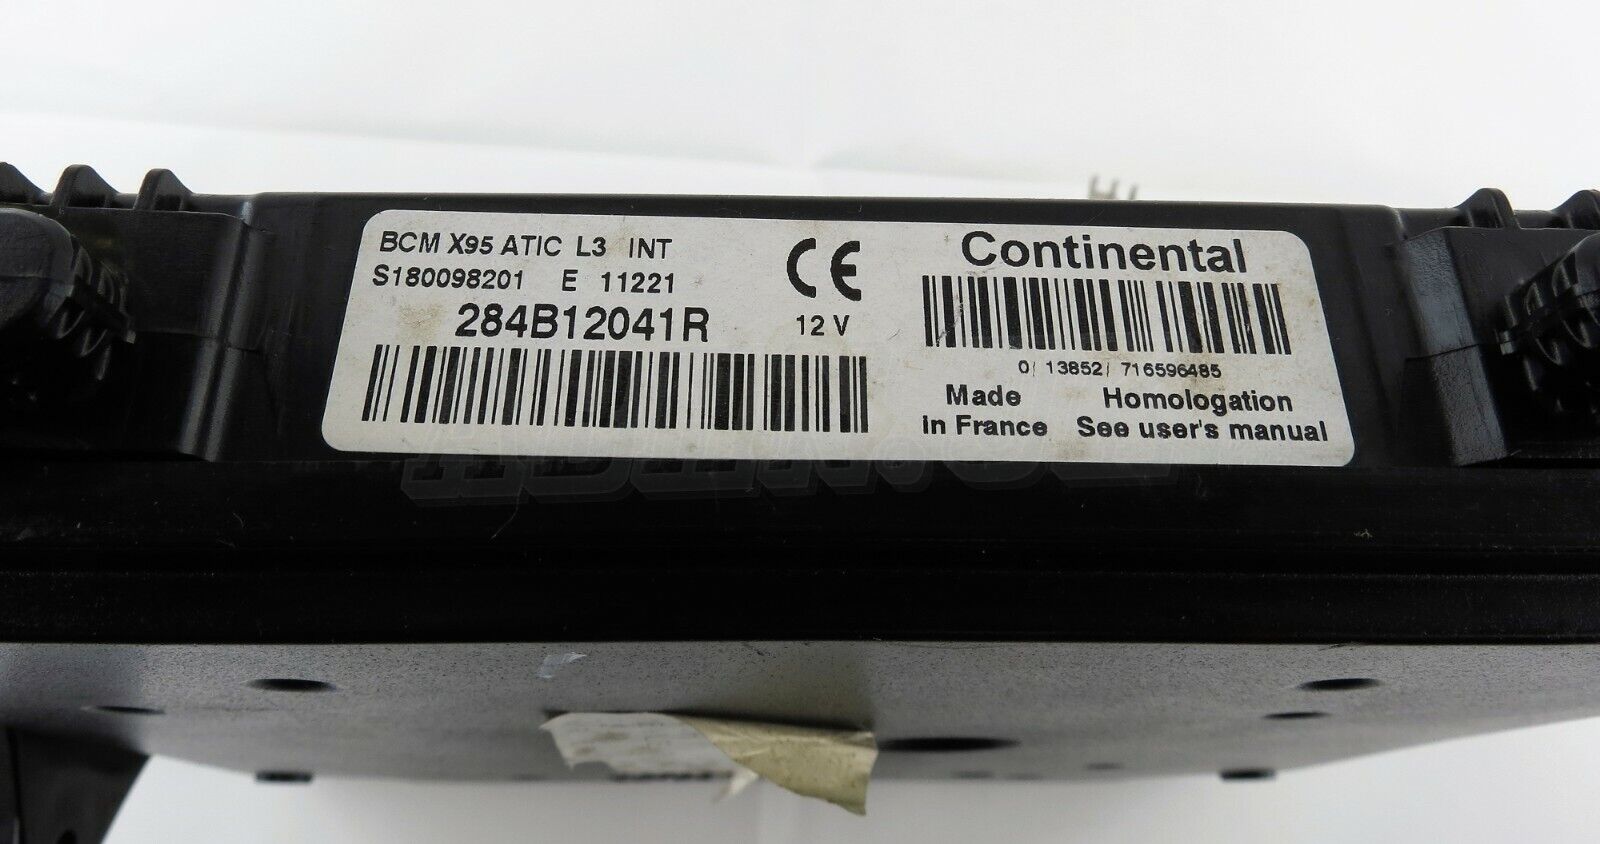 BCM X95 ATIC L3 INT
S180098201 E 11221
284B12041R
CE
12 V
Continental
0/ 13852/ 716596485
Made
in France
Homologation
See user's manual